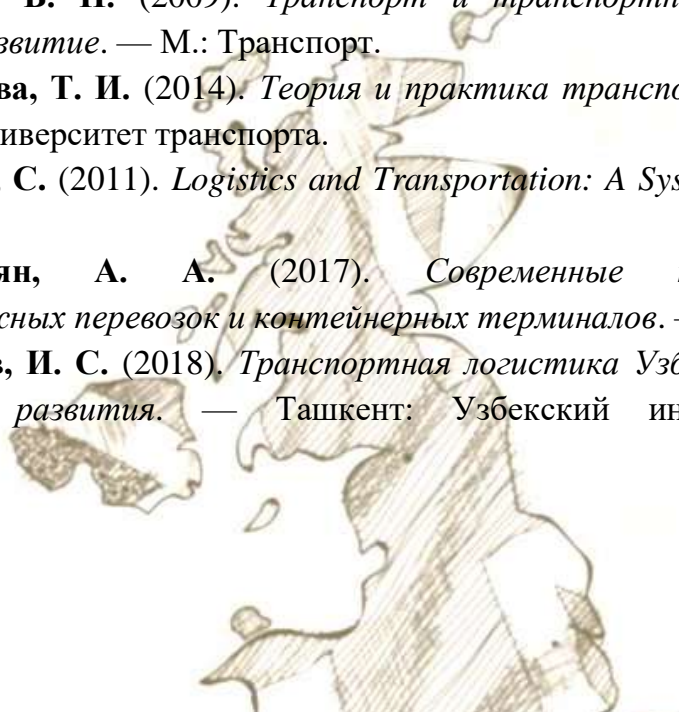 В. Н. (2009). Транспорт и транспортн
звитие. — М.: Транспорт.
ва, Т. И. (2014). Теория и практика транспо
иверситет транспорта.
С. (2011). Logistics and Transportation: A Sys
ян, А. А. (2017). Современные
сных перевозок и контейнерных терминалов. —
в, И. С. (2018). Транспортная логистика Узб
развития. — Ташкент: Узбекский ин